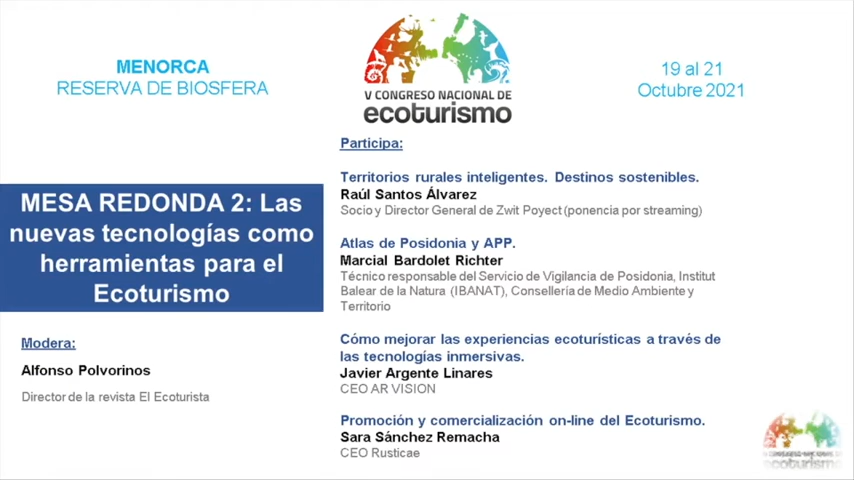 MENORCA
RESERVA DE BIOSFERA
V CONGRESO NACIONAL DE
ecoturismo
19 al 21
Octubre 2021
MESA REDONDA 2: Las
nuevas tecnologías como
herramientas para el
Ecoturismo
Modera:
Alfonso Polvorinos
Director de la revista El Ecoturista
Participa:
Territorios rurales inteligentes. Destinos sostenibles.
Raúl Santos Álvarez
Socio y Director General de Zwit Poyect (ponencia por streaming)
Atlas de Posidonia y APP.
Marcial Bardolet Richter
Técnico responsable del Servicio de Vigilancia de Posidonia, Institut
Balear de la Natura (IBANAT), Consellería de Medio Ambiente y
Territorio
Cómo mejorar las experiencias ecoturísticas a través de
las tecnologías inmersivas.
Javier Argente Linares
CEO AR VISION
Promoción y comercialización on-line del Ecoturismo.
Sara Sánchez Remacha
CEO Rusticae
V CONGRESO NACIONAL DE
ecoturismo